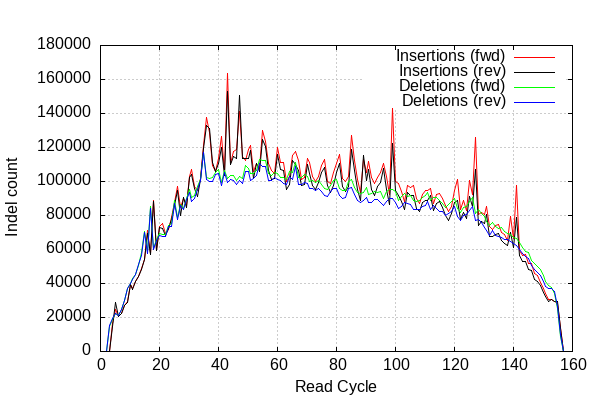 180000
160000
140000
120000
100000
80000
60000
40000
20000
0
Indel count
Insertions (fwd)
Insertions (rev)
Deletions (fwd)
Deletions (rev)
0 20 40 60 80 100 120 140 160
Read Cycle